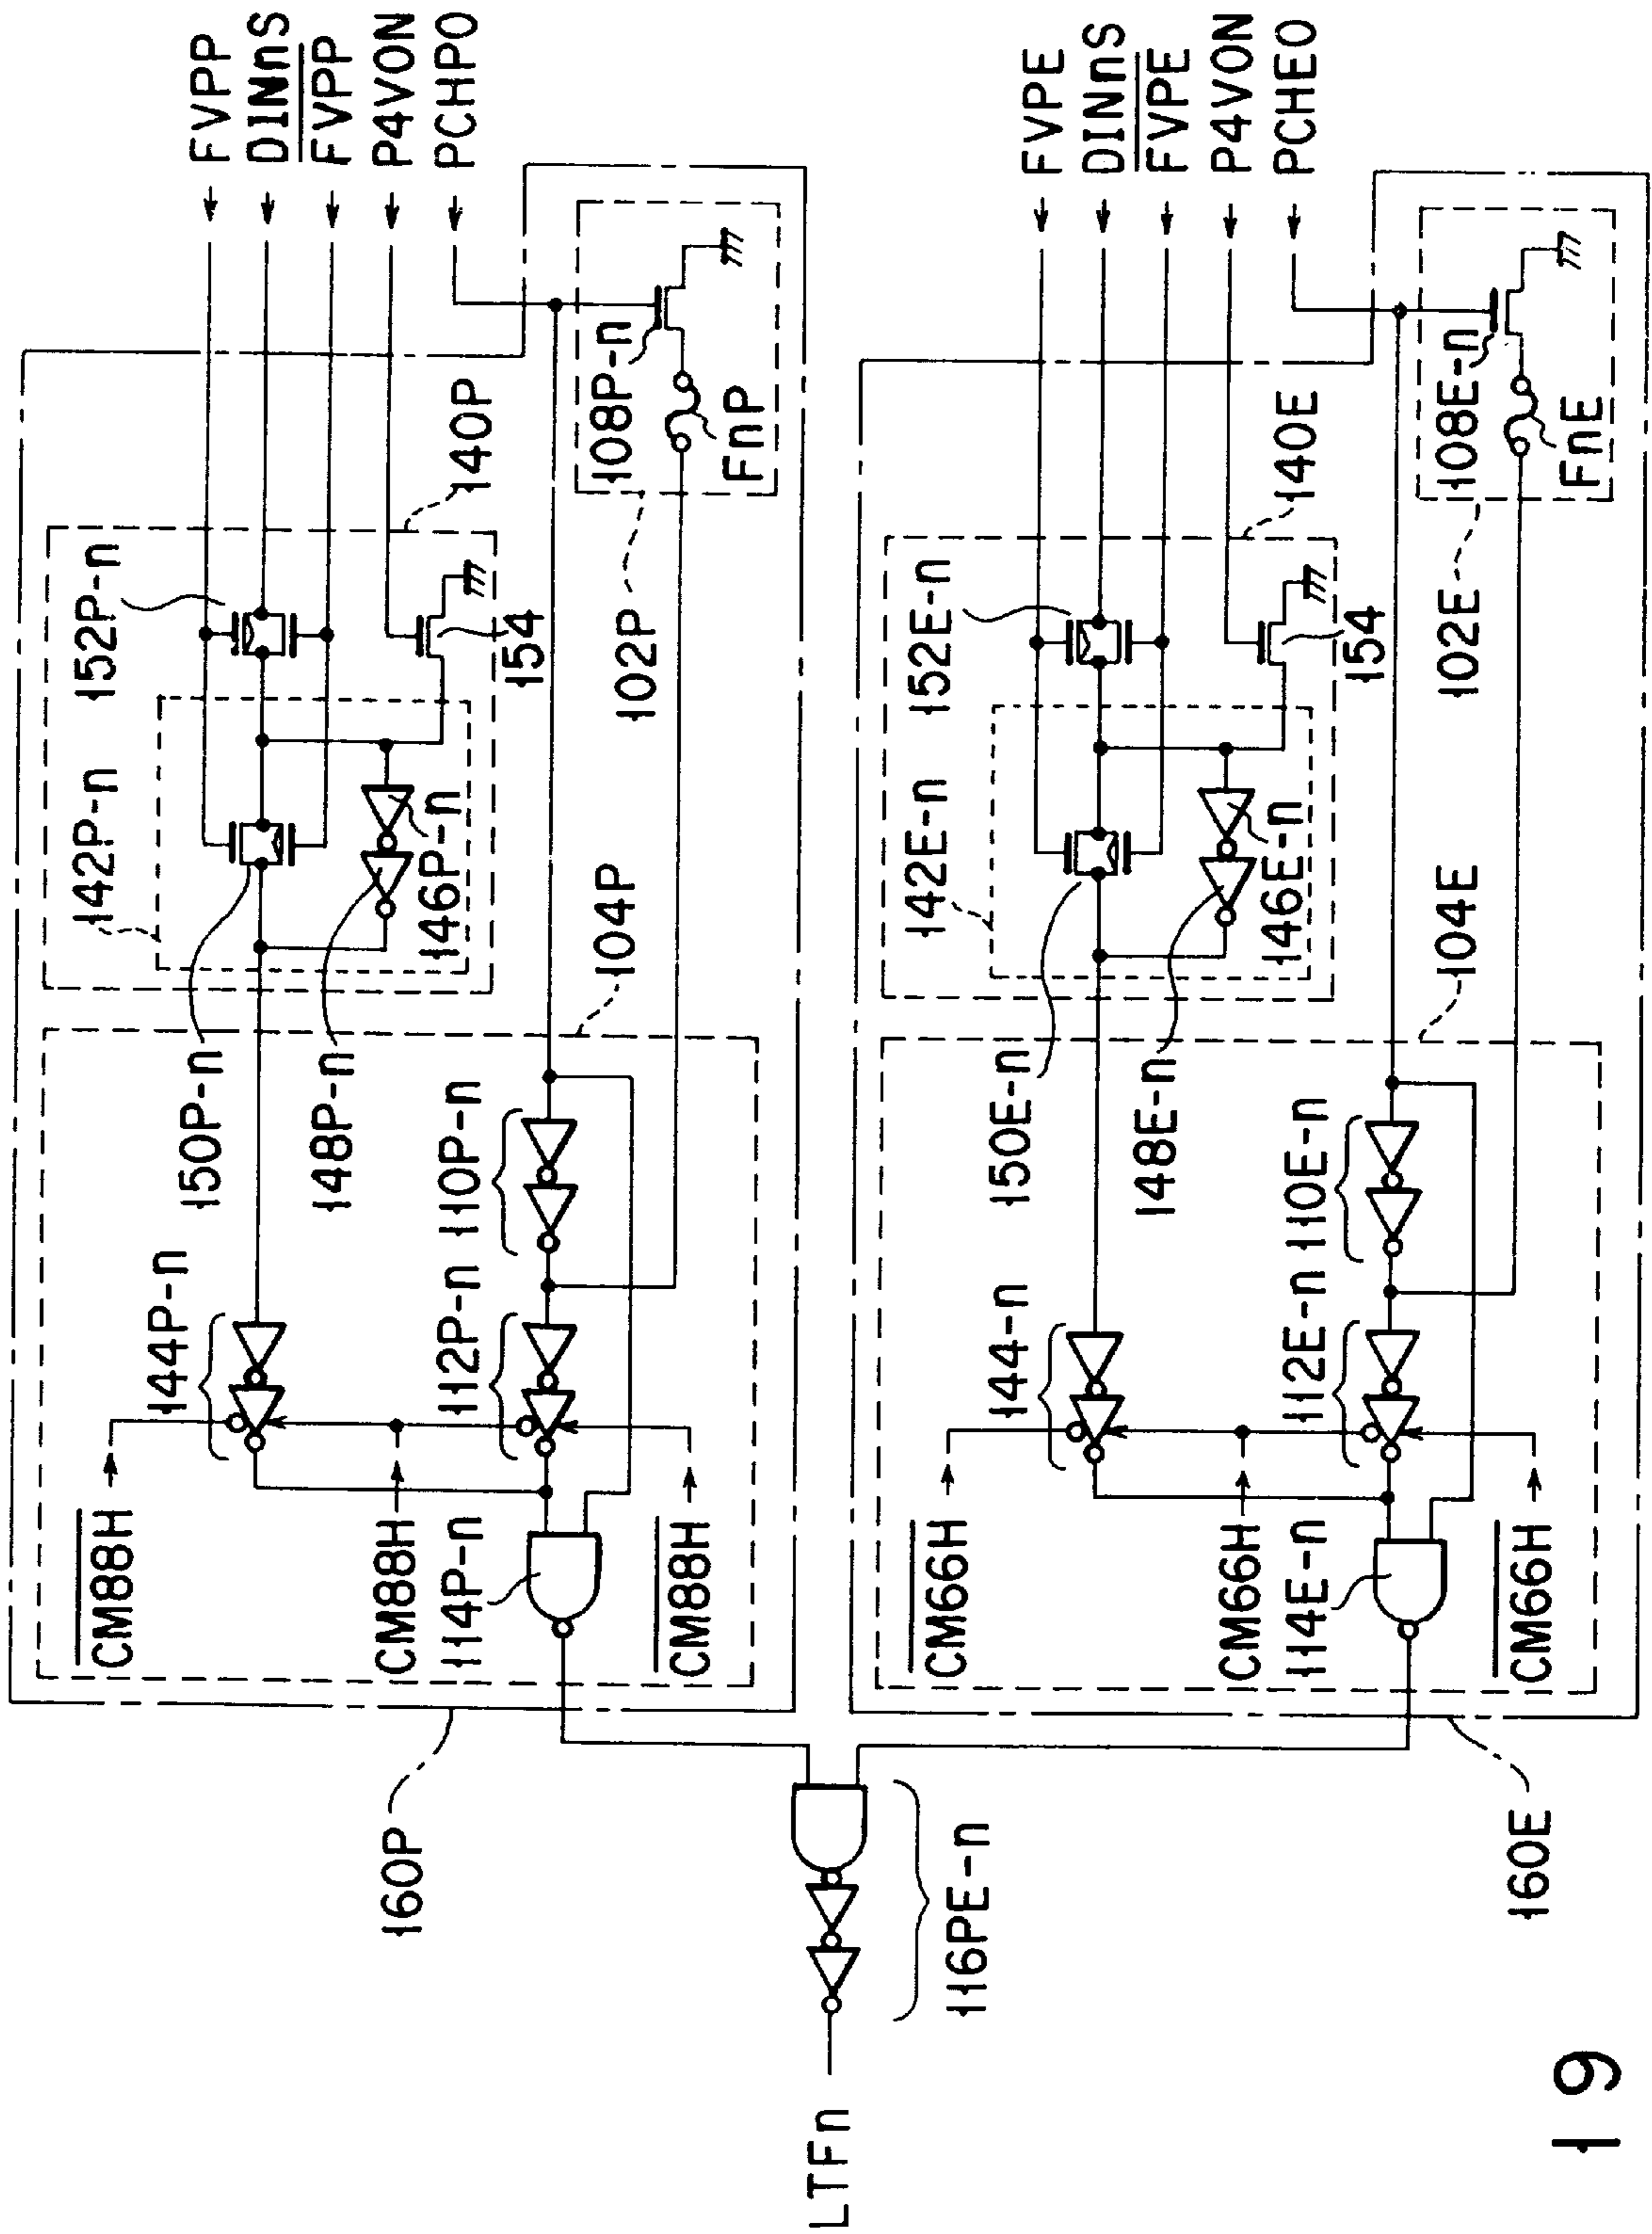 FVPP
DINnS
FVPP
P4VON
PCHPO
152P-n
142P-n
140P
154
146P-n
150P-n
148P-n
102P
108P-n
FnP
104P
144P-n
110P-n
112P-n
CM88H
CM88H
114P-n
CM88H
160P
FVPE
DINnS
FVPE
P4VON
PCHEO
152E-n
142E-n
140E
154
146E-n
150E-n
148E-n
102E
108E-n
FnE
104E
144-n
110E-n
112E-n
CM66H
CM66H
114E-n
CM66H
160E
116PE-n
LTFn
19